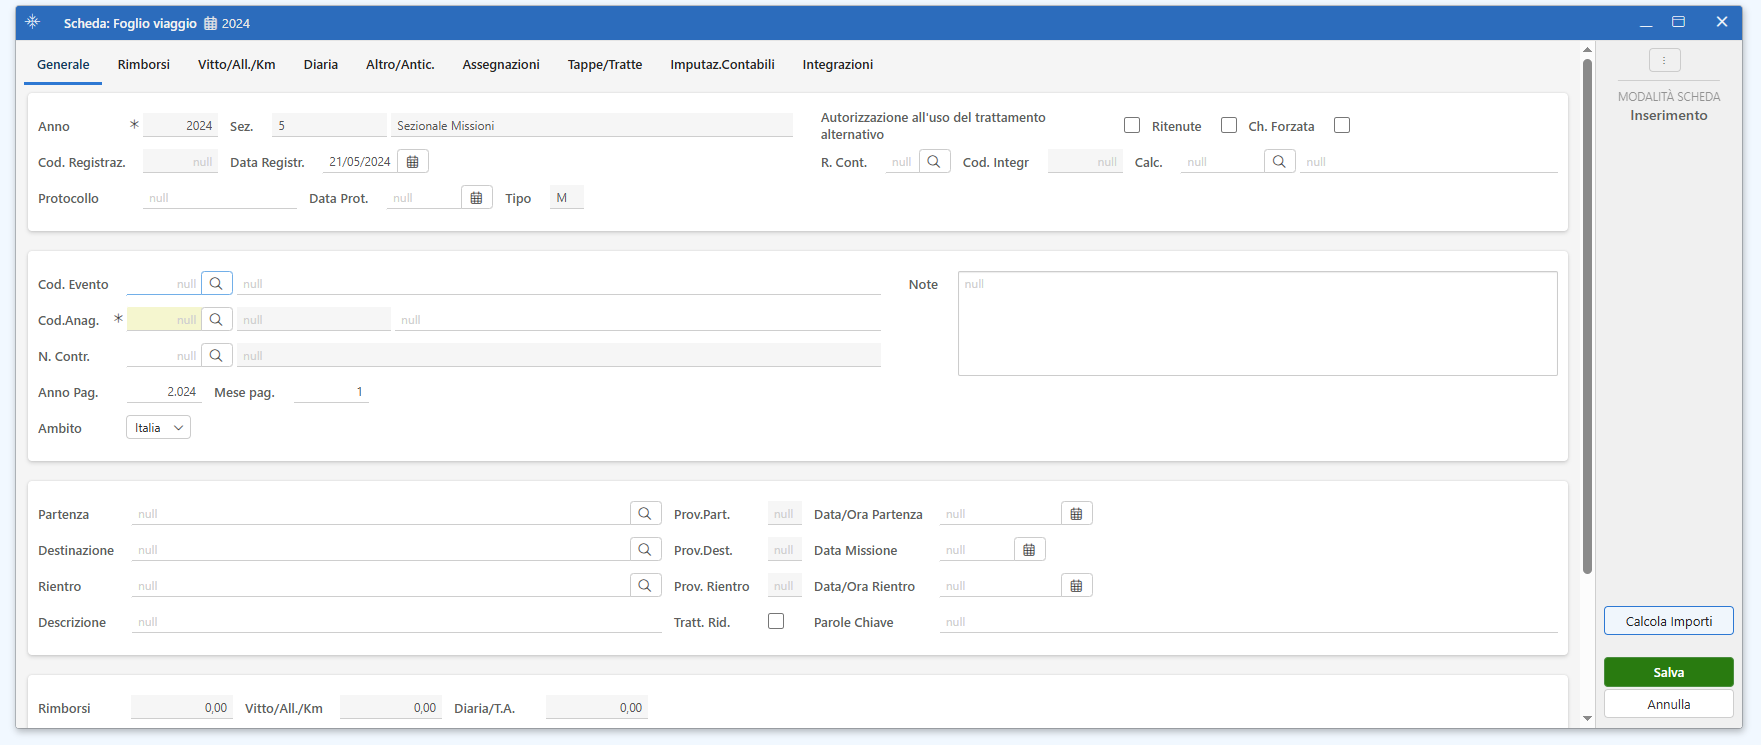 Scheda: Foglio viaggio 2024
Generale Rimborsi Vitto/All./Km Diaria Altro/Antic. Assegnazioni Tappe/Tratte Imputaz.Contabili Integrazioni
MODALITÀ SCHEDA
Inserimento
Anno * 2024 Sez. 5 Sezionale Missioni
Autorizzazione all'uso del trattamento
alternativo
Ritenute Ch. Forzata
Cod. Registraz. null Data Registr. 21/05/2024 R. Cont. null Cod. Integr null Calc. null null
Protocollo null Data Prot. null Tipo M
Cod. Evento null null Note null
Cod.Anag. * null null null
N. Contr. null null
Anno Pag. 2.024 Mese pag. 1
Ambito Italia
Partenza null Prov.Part. null Data/Ora Partenza null
Destinazione null Prov.Dest. null Data Missione null
Rientro null Prov. Rientro null Data/Ora Rientro null
Descrizione null Tratt. Rid. Parole Chiave null
Rimborsi 0,00 Vitto/All./Km 0,00 Diaria/T.A. 0,00
Calcola Importi
Salva
Annulla